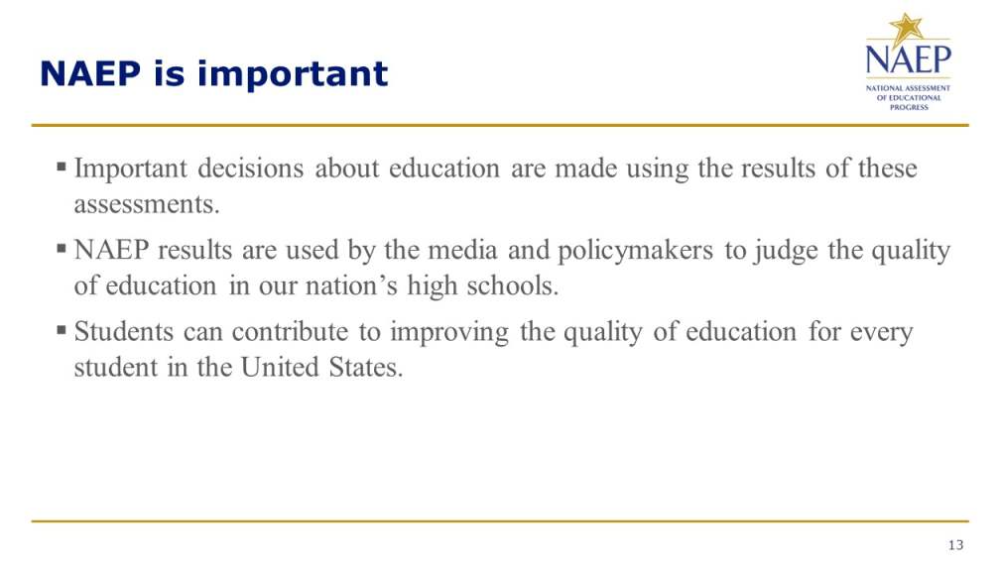 NAEP is important
NAEP
NATIONAL ASSESSMENT
OF EDUCATIONAL
PROGRESS
▪ Important decisions about education are made using the results of these
assessments.
▪ NAEP results are used by the media and policymakers to judge the quality
of education in our nation’s high schools.
▪ Students can contribute to improving the quality of education for every
student in the United States.
13